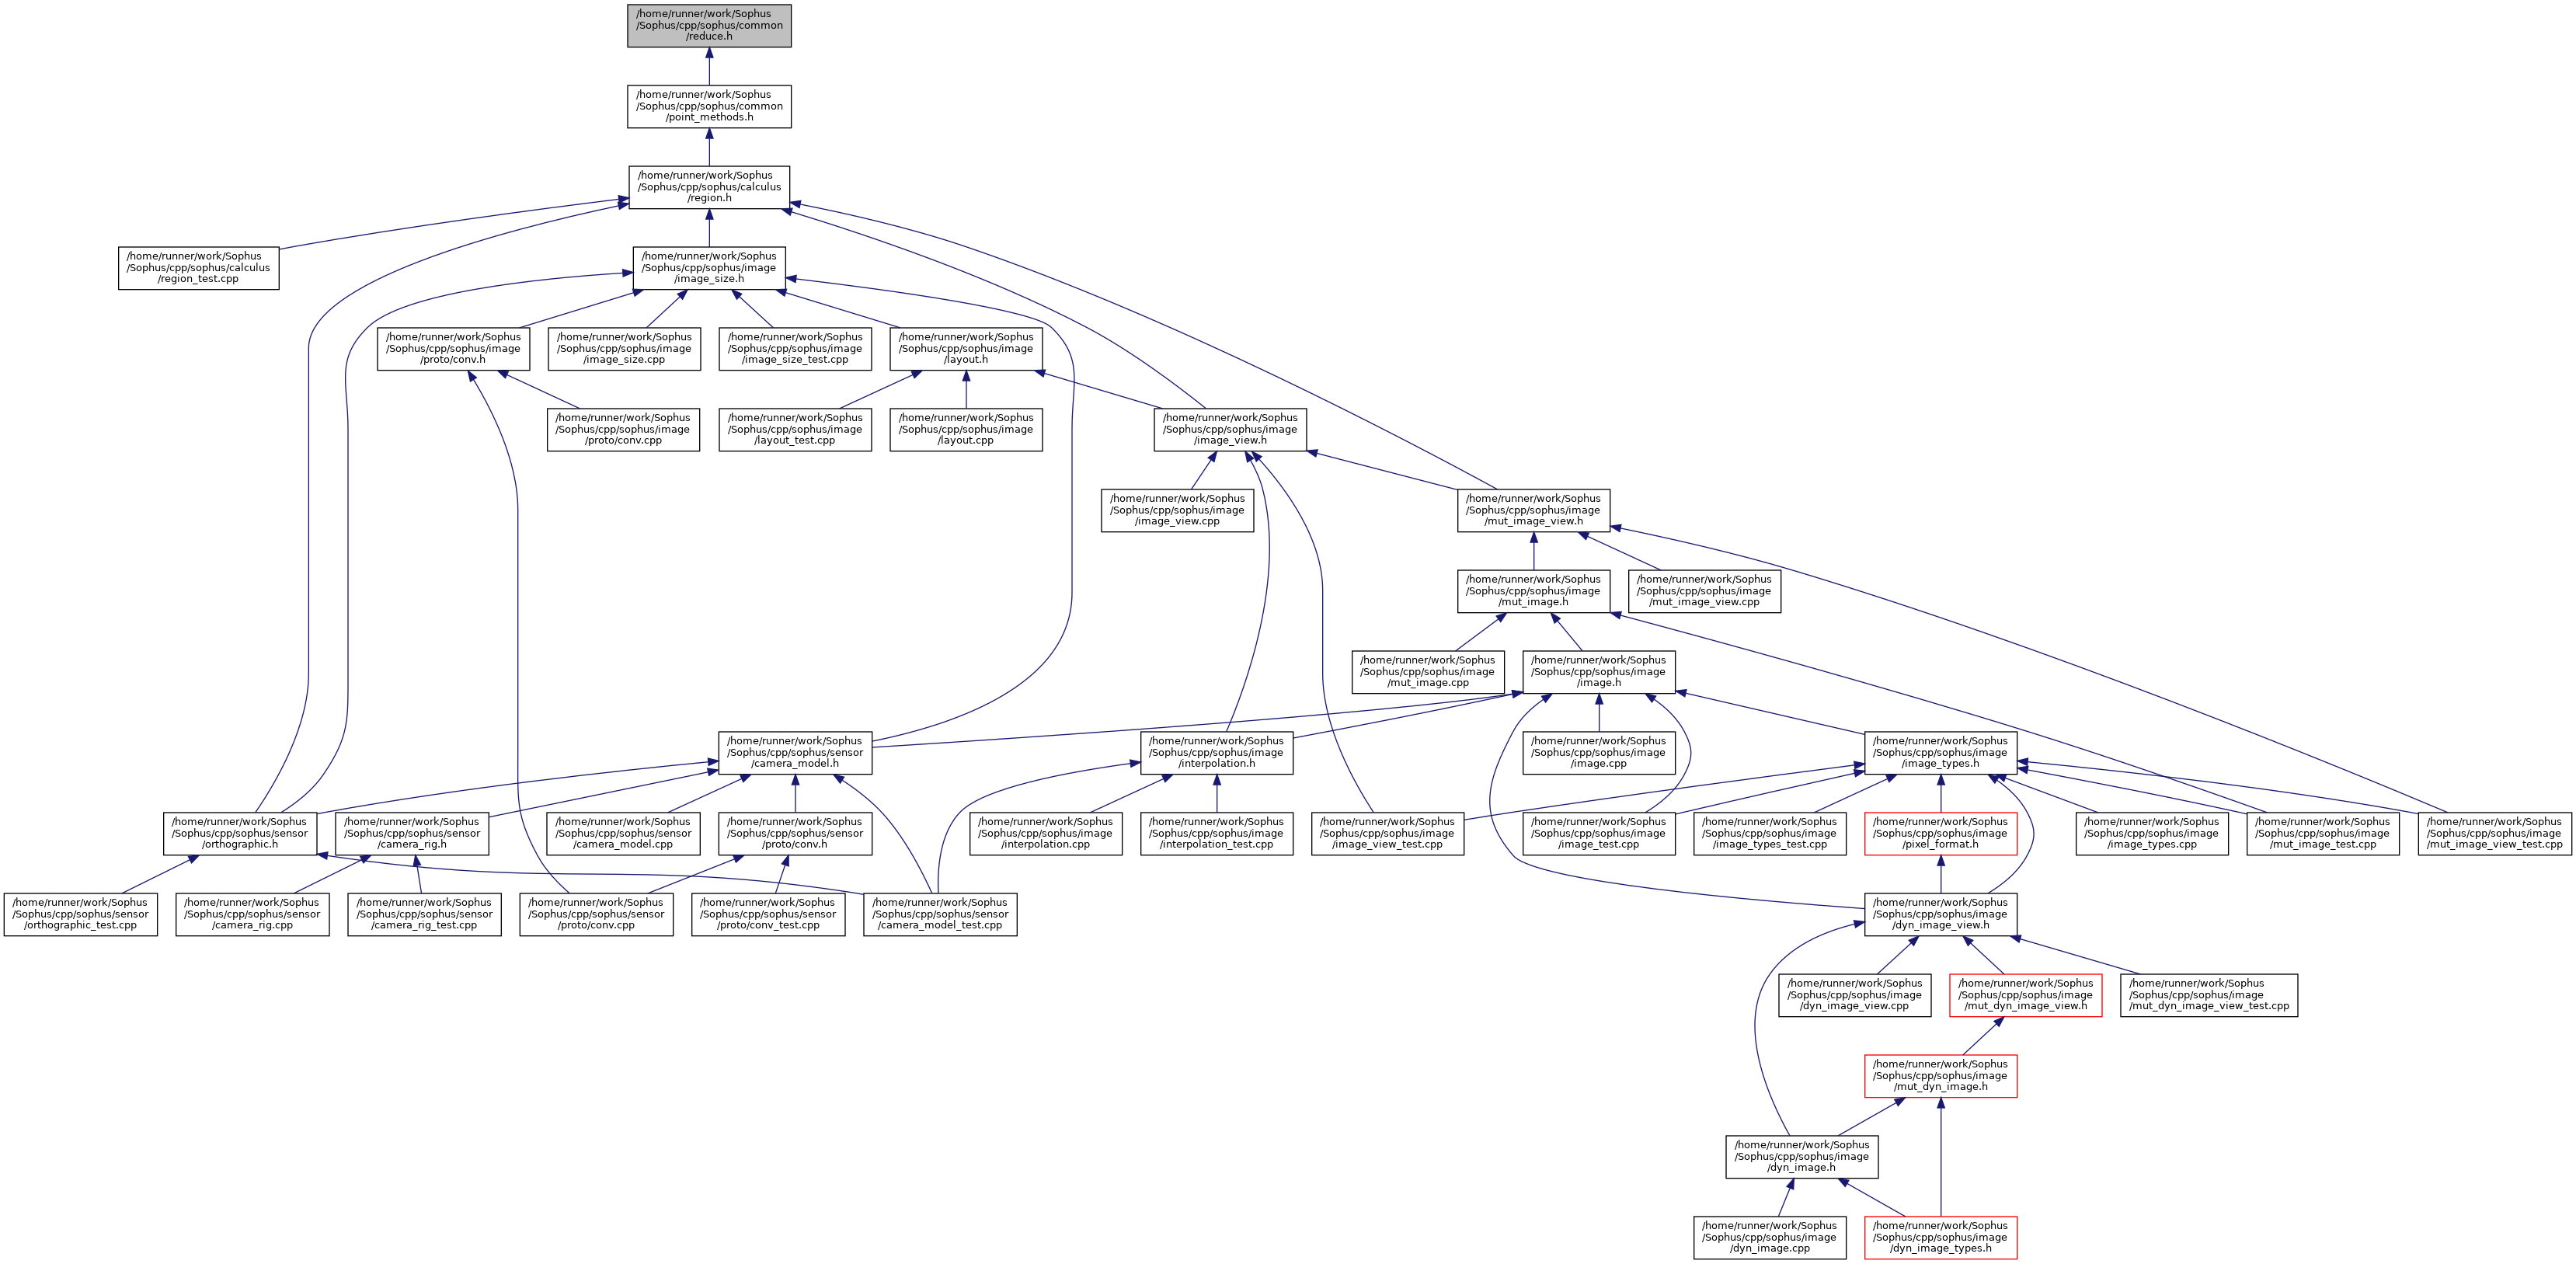 /home/runner/work/Sophus
/Sophus/cpp/sophus/common
/reduce.h
/home/runner/work/Sophus
/Sophus/cpp/sophus/common
/point_methods.h
/home/runner/work/Sophus
/Sophus/cpp/sophus/calculus
/region.h
/home/runner/work/Sophus
/Sophus/cpp/sophus/calculus
/region_test.cpp
/home/runner/work/Sophus
/Sophus/cpp/sophus/image
/image_size.h
/home/runner/work/Sophus
/Sophus/cpp/sophus/image
/proto/conv.h
/home/runner/work/Sophus
/Sophus/cpp/sophus/image
/image_size.cpp
/home/runner/work/Sophus
/Sophus/cpp/sophus/image
/image_size_test.cpp
/home/runner/work/Sophus
/Sophus/cpp/sophus/image
/layout.h
/home/runner/work/Sophus
/Sophus/cpp/sophus/image
/proto/conv.cpp
/home/runner/work/Sophus
/Sophus/cpp/sophus/image
/layout_test.cpp
/home/runner/work/Sophus
/Sophus/cpp/sophus/image
/layout.cpp
/home/runner/work/Sophus
/Sophus/cpp/sophus/image
/image_view.h
/home/runner/work/Sophus
/Sophus/cpp/sophus/image
/image_view.cpp
/home/runner/work/Sophus
/Sophus/cpp/sophus/image
/mut_image_view.h
/home/runner/work/Sophus
/Sophus/cpp/sophus/image
/mut_image.h
/home/runner/work/Sophus
/Sophus/cpp/sophus/image
/mut_image_view.cpp
/home/runner/work/Sophus
/Sophus/cpp/sophus/image
/mut_image.cpp
/home/runner/work/Sophus
/Sophus/cpp/sophus/image
/image.h
/home/runner/work/Sophus
/Sophus/cpp/sophus/sensor
/camera_model.h
/home/runner/work/Sophus
/Sophus/cpp/sophus/image
/interpolation.h
/home/runner/work/Sophus
/Sophus/cpp/sophus/image
/image.cpp
/home/runner/work/Sophus
/Sophus/cpp/sophus/image
/image_types.h
/home/runner/work/Sophus
/Sophus/cpp/sophus/sensor
/orthographic.h
/home/runner/work/Sophus
/Sophus/cpp/sophus/sensor
/camera_rig.h
/home/runner/work/Sophus
/Sophus/cpp/sophus/sensor
/camera_model.cpp
/home/runner/work/Sophus
/Sophus/cpp/sophus/sensor
/proto/conv.h
/home/runner/work/Sophus
/Sophus/cpp/sophus/image
/interpolation.cpp
/home/runner/work/Sophus
/Sophus/cpp/sophus/image
/interpolation_test.cpp
/home/runner/work/Sophus
/Sophus/cpp/sophus/image
/image_view_test.cpp
/home/runner/work/Sophus
/Sophus/cpp/sophus/image
/image_test.cpp
/home/runner/work/Sophus
/Sophus/cpp/sophus/image
/image_types_test.cpp
/home/runner/work/Sophus
/Sophus/cpp/sophus/image
/pixel_format.h
/home/runner/work/Sophus
/Sophus/cpp/sophus/image
/image_types.cpp
/home/runner/work/Sophus
/Sophus/cpp/sophus/image
/mut_image_test.cpp
/home/runner/work/Sophus
/Sophus/cpp/sophus/image
/mut_image_view_test.cpp
/home/runner/work/Sophus
/Sophus/cpp/sophus/sensor
/orthographic_test.cpp
/home/runner/work/Sophus
/Sophus/cpp/sophus/sensor
/camera_rig.cpp
/home/runner/work/Sophus
/Sophus/cpp/sophus/sensor
/camera_rig_test.cpp
/home/runner/work/Sophus
/Sophus/cpp/sophus/sensor
/proto/conv.cpp
/home/runner/work/Sophus
/Sophus/cpp/sophus/sensor
/proto/conv_test.cpp
/home/runner/work/Sophus
/Sophus/cpp/sophus/sensor
/camera_model_test.cpp
/home/runner/work/Sophus
/Sophus/cpp/sophus/image
/dyn_image_view.h
/home/runner/work/Sophus
/Sophus/cpp/sophus/image
/dyn_image_view.cpp
/home/runner/work/Sophus
/Sophus/cpp/sophus/image
/mut_dyn_image_view.h
/home/runner/work/Sophus
/Sophus/cpp/sophus/image
/mut_dyn_image_view_test.cpp
/home/runner/work/Sophus
/Sophus/cpp/sophus/image
/mut_dyn_image.h
/home/runner/work/Sophus
/Sophus/cpp/sophus/image
/dyn_image.h
/home/runner/work/Sophus
/Sophus/cpp/sophus/image
/dyn_image.cpp
/home/runner/work/Sophus
/Sophus/cpp/sophus/image
/dyn_image_types.h